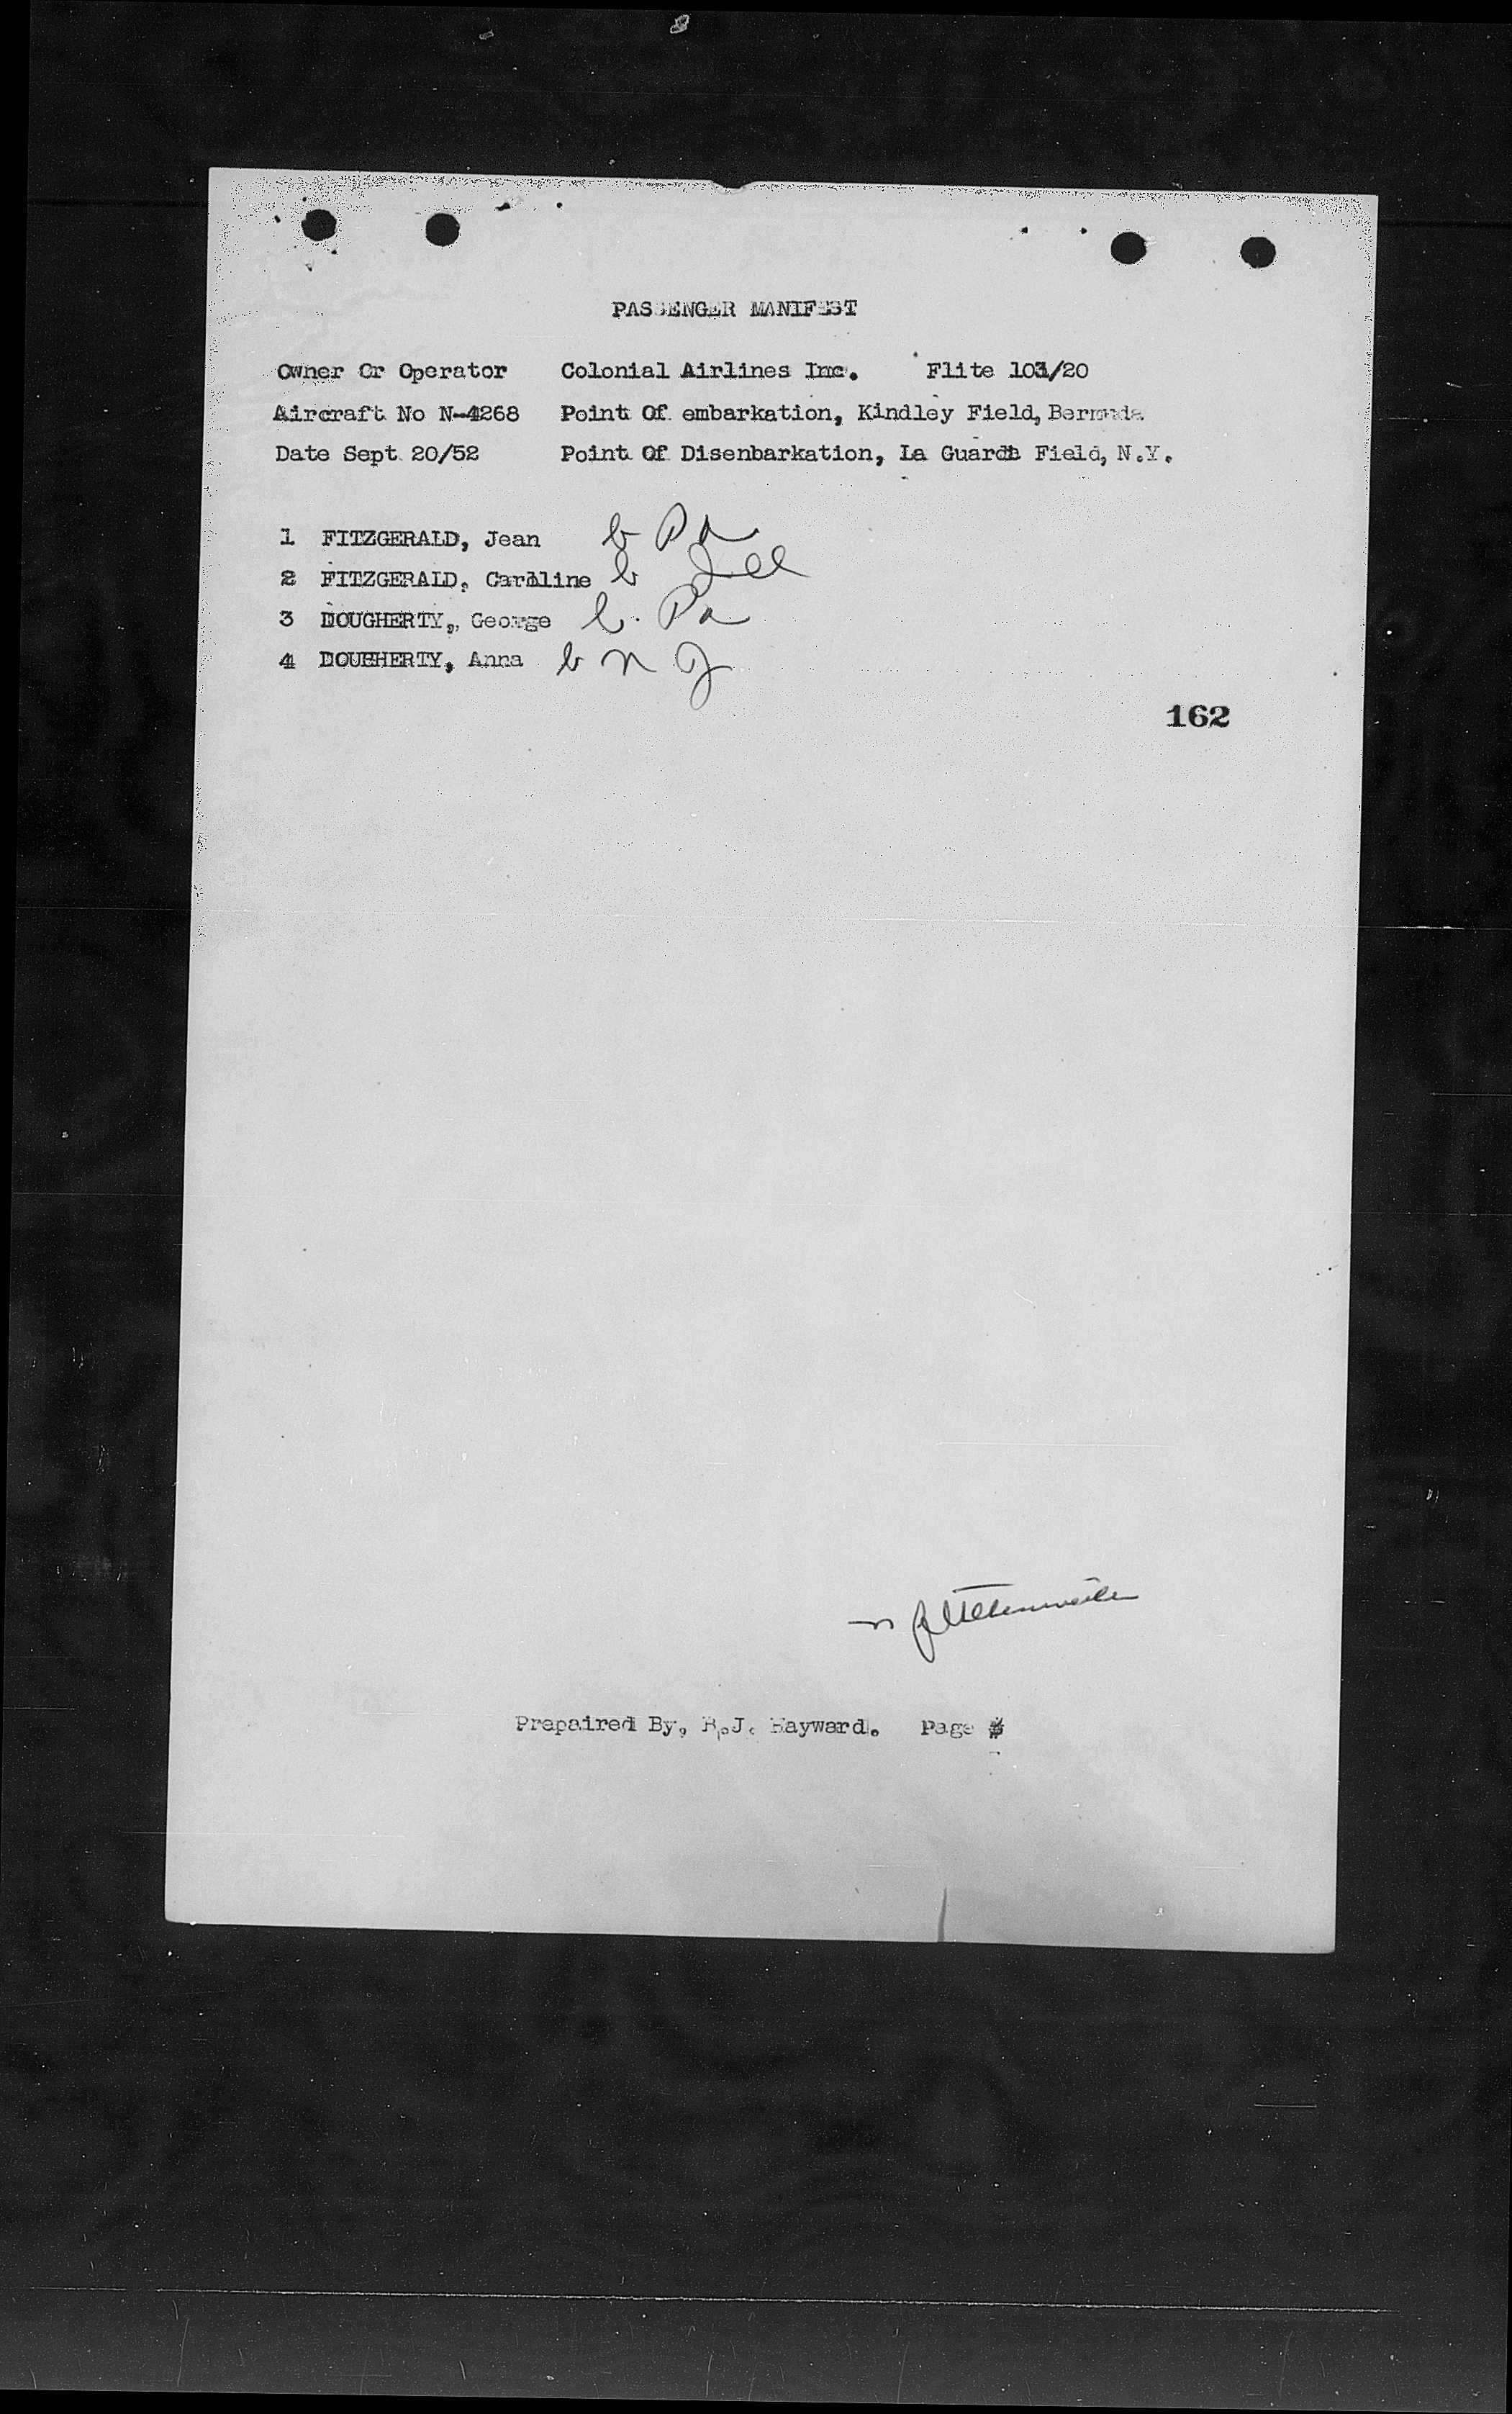 PASSENGER MANIFEST
Owner Or Operator Colonial Airlines Inc. Flite 101/20
Aircraft No N-4268 Point Of embarkation, Kindley Field, Bermuda
Date Sept 20/52 Point Of Disenbarkation, La Guardia Field, N.Y.
1 FITZGERALD, Jean b Pa
2 FITZGERALD, Caroline b Ill
3 DOUGHERTY, George b. Pa
4 DOUGHERTY, Anna b N J
162
Prepaired By, R.J. Hayward. Page